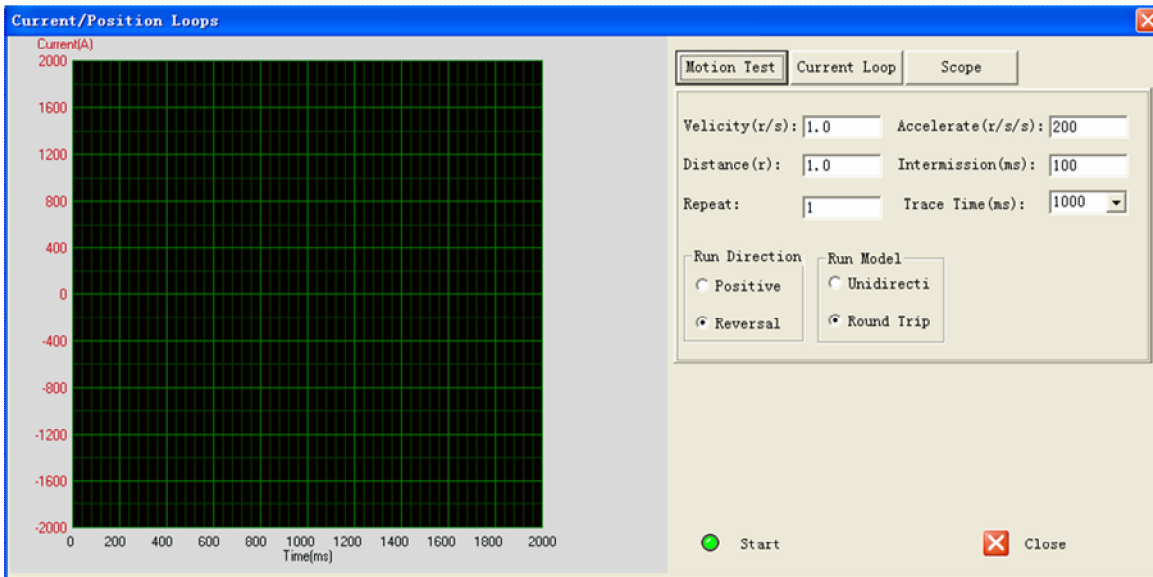 Current/Position Loops
Current(A)
2000
1600
1200
800
400
0
-400
-800
-1200
-1600
-2000
0 200 400 600 800 1000 1200 1400 1600 1800 2000
Time(ms)
Motion Test Current Loop Scope
Velicity(r/s): 1.0 Accelerate(r/s/s): 200
Distance(r): 1.0 Intermission(ms): 100
Repeat: 1 Trace Time(ms): 1000
Run Direction Run Model
Positive Unidirecti
Reversal Round Trip
Start Close